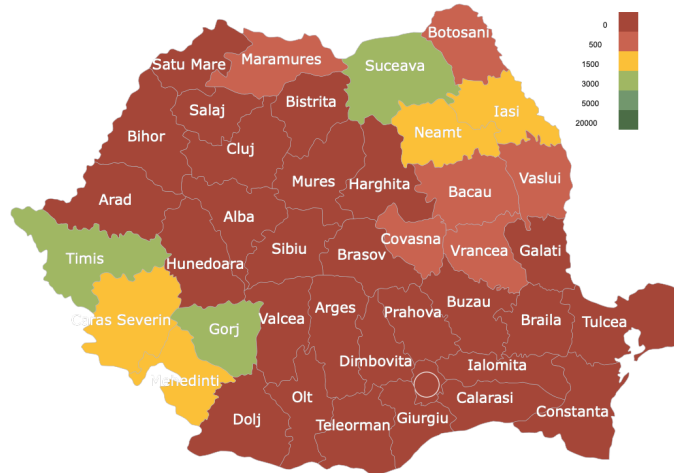 Botosani
0
500
1500
3000
5000
20000
Satu Mare
Maramures
Suceava
Salaj
Bistrita
Iasi
Bihor
Cluj
Neamt
Mures
Harghita
Bacau
Vaslui
Arad
Alba
Covasna
Vrancea
Galati
Timis
Hunedoara
Sibiu
Brasov
Caras Severin
Gorj
Valcea
Arges
Prahova
Buzau
Braila
Tulcea
Menedinti
Dimbovita
Ialomita
Olt
Calarasi
Dolj
Teleorman
Giurgiu
Constanta